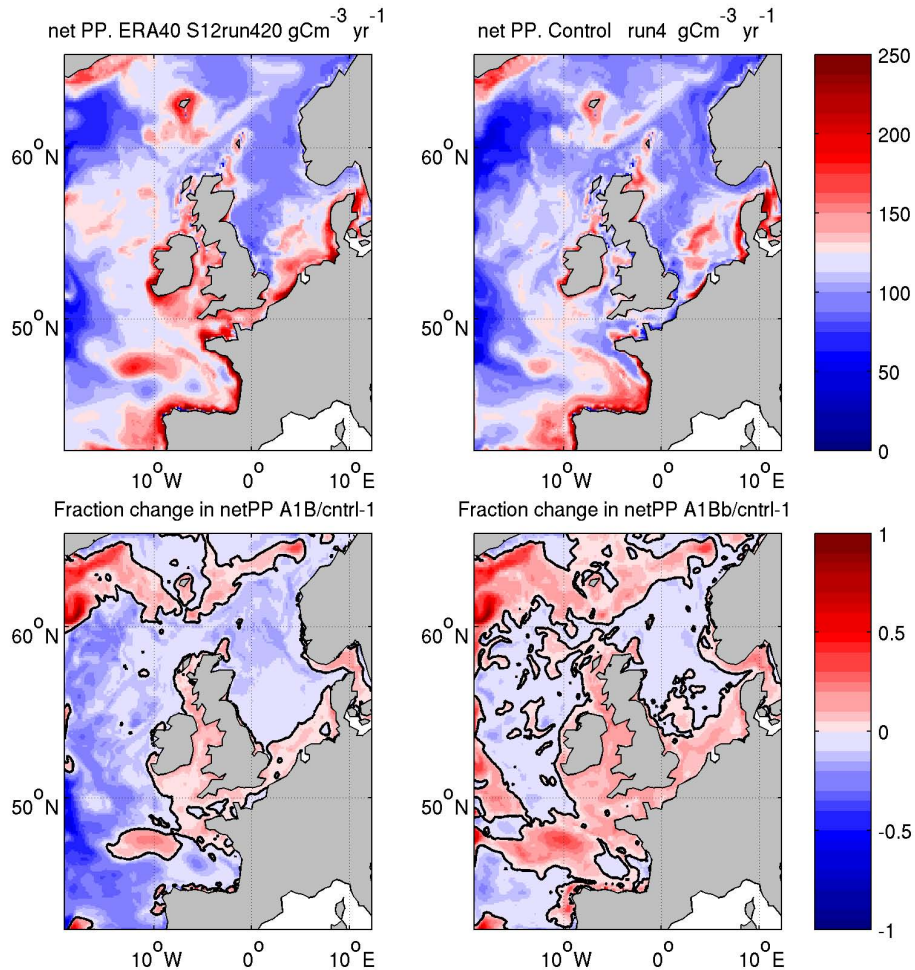 net PP. ERA40 S12run420 gCm-3 yr-1
net PP. Control run4 gCm-3 yr-1
60oN
50oN
10oW
0o
10oE
60oN
50oN
10oW
0o
10oE
250
200
150
100
50
0
Fraction change in netPP A1B/cntrl-1
Fraction change in netPP A1Bb/cntrl-1
60oN
50oN
10oW
0o
10oE
60oN
50oN
10oW
0o
10oE
1
0.5
0
-0.5
-1